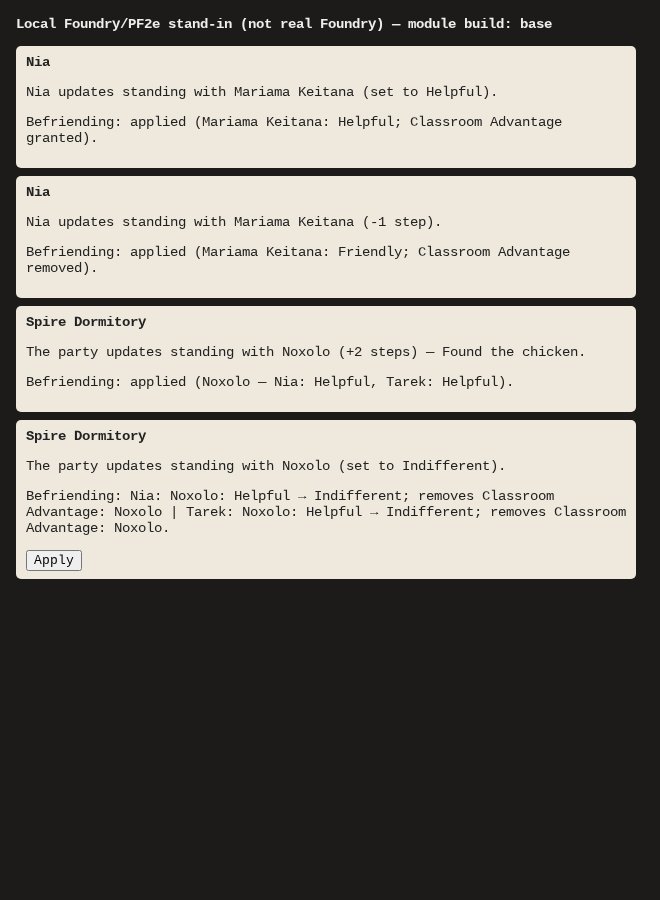 Local Foundry/PF2e stand-in (not real Foundry) — module build: base
Nia
Nia updates standing with Mariama Keitana (set to Helpful).
Befriending: applied (Mariama Keitana: Helpful; Classroom Advantage
granted).
Nia
Nia updates standing with Mariama Keitana (-1 step).
Befriending: applied (Mariama Keitana: Friendly; Classroom Advantage
removed).
Spire Dormitory
The party updates standing with Noxolo (+2 steps) — Found the chicken.
Befriending: applied (Noxolo — Nia: Helpful, Tarek: Helpful).
Spire Dormitory
The party updates standing with Noxolo (set to Indifferent).
Befriending: Nia: Noxolo: Helpful → Indifferent; removes Classroom
Advantage: Noxolo | Tarek: Noxolo: Helpful → Indifferent; removes Classroom
Advantage: Noxolo.
Apply